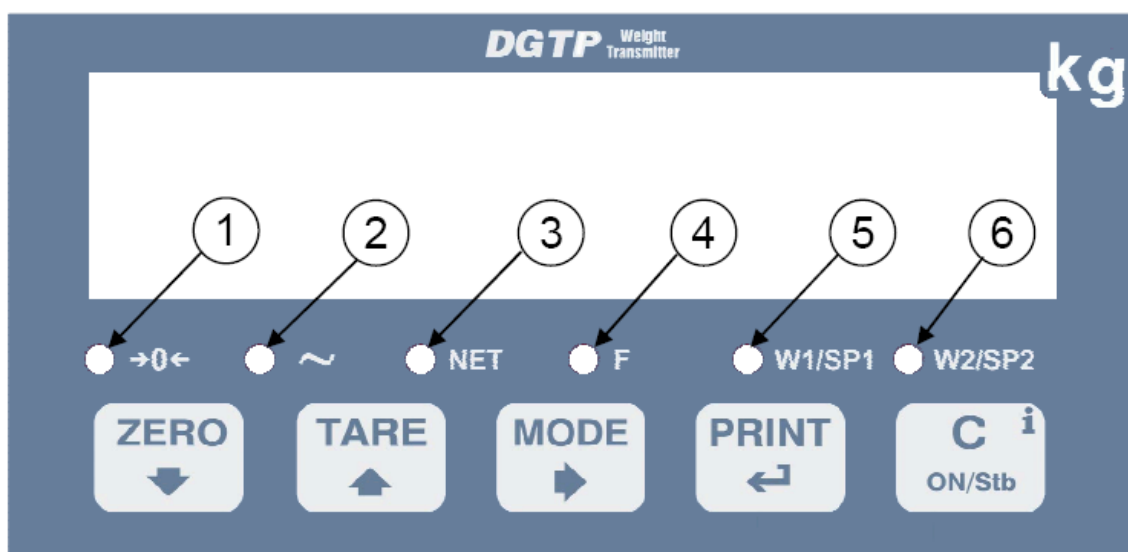 DGTP Weight Transmitter
kg
1 2 3 4 5 6
→0← ~ NET F W1/SP1 W2/SP2
ZERO TARE MODE PRINT C i
ON/Stb